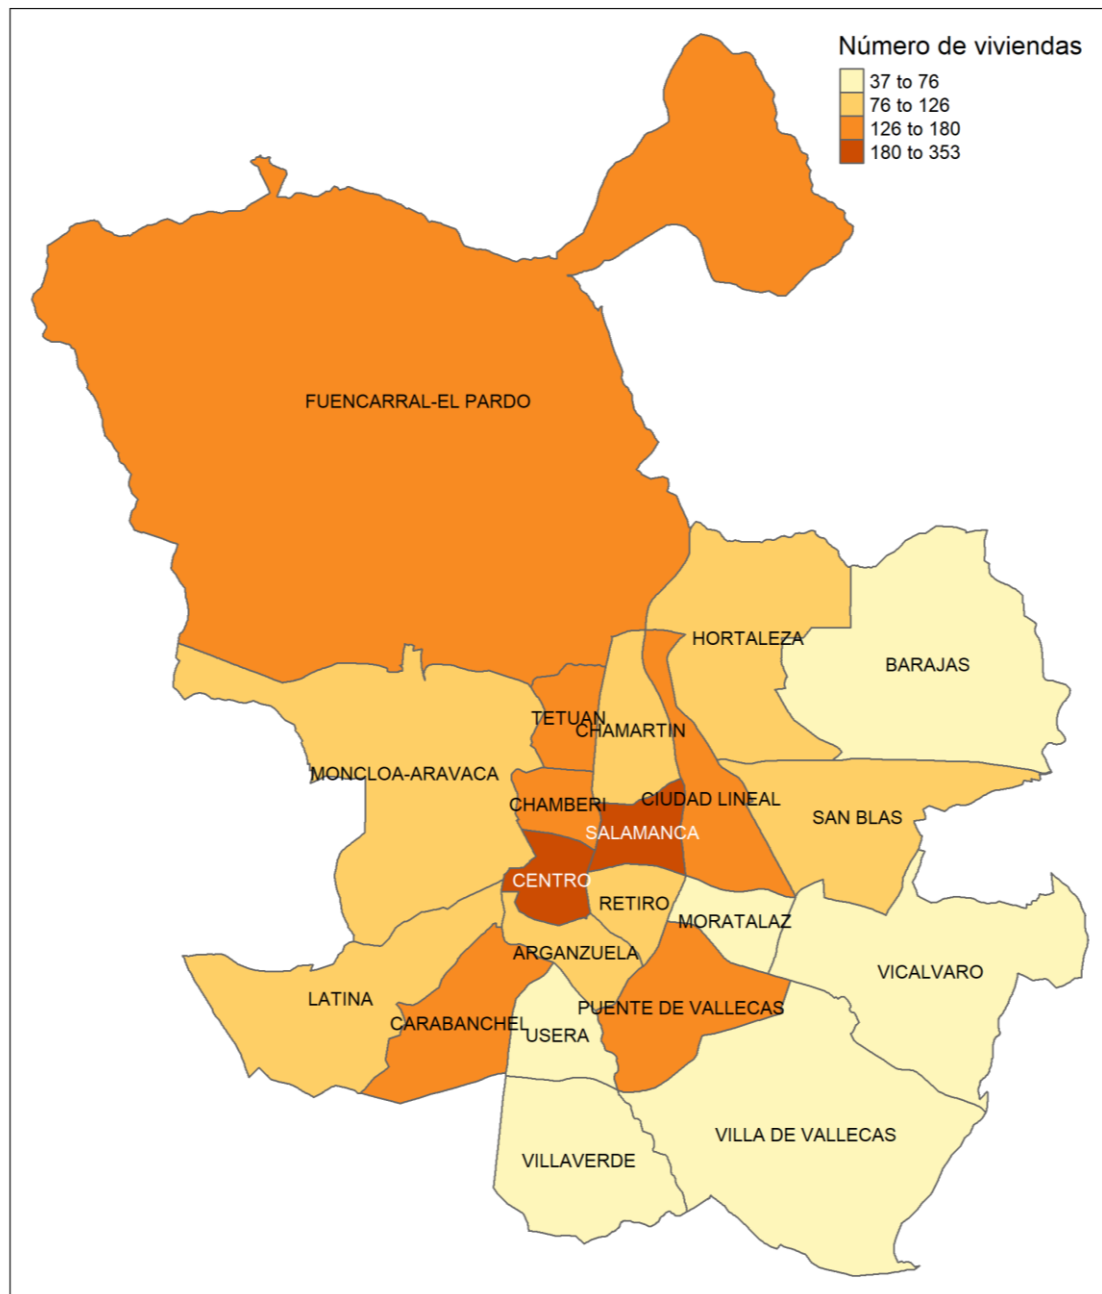 Número de viviendas
37 to 76
76 to 126
126 to 180
180 to 353
FUENCARRAL-EL PARDO
HORTALEZA
BARAJAS
TETUAN
CHAMARTIN
MONCLOA-ARAVACA
CHAMBERI
CIUDAD LINEAL
SAN BLAS
SALAMANCA
CENTRO
RETIRO
MORATALAZ
ARGANZUELA
VICALVARO
LATINA
CARABANCHEL
PUENTE DE VALLECAS
USERA
VILLA DE VALLECAS
VILLAVERDE